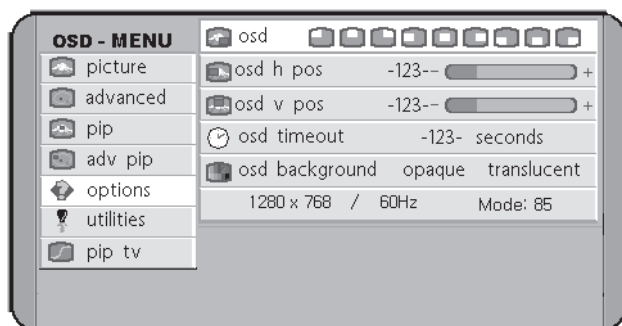 OSD - MENU
picture
advanced
pip
adv pip
options
utilities
pip tv
osd
osd h pos -123-- +
osd v pos -123-- +
osd timeout -123- seconds
osd background opaque translucent
1280 x 768 / 60Hz Mode: 85